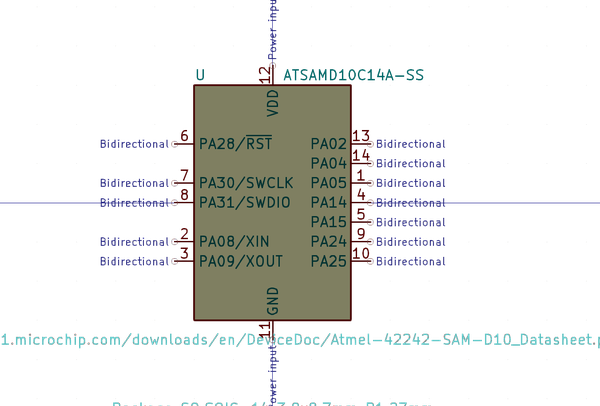 Power input
U ATSAMD10C14A-SS
12
VDD
Bidirectional 6 PA28/RST PA02 13 Bidirectional
PA04 14 Bidirectional
Bidirectional 7 PA30/SWCLK PA05 1 Bidirectional
Bidirectional 8 PA31/SWDIO PA14 4 Bidirectional
PA15 5 Bidirectional
Bidirectional 2 PA08/XIN PA24 9 Bidirectional
Bidirectional 3 PA09/XOUT PA25 10 Bidirectional
GND
11
1.microchip.com/downloads/en/DeviceDoc/Atmel-42242-SAM-D10_Datasheet.p
Power input